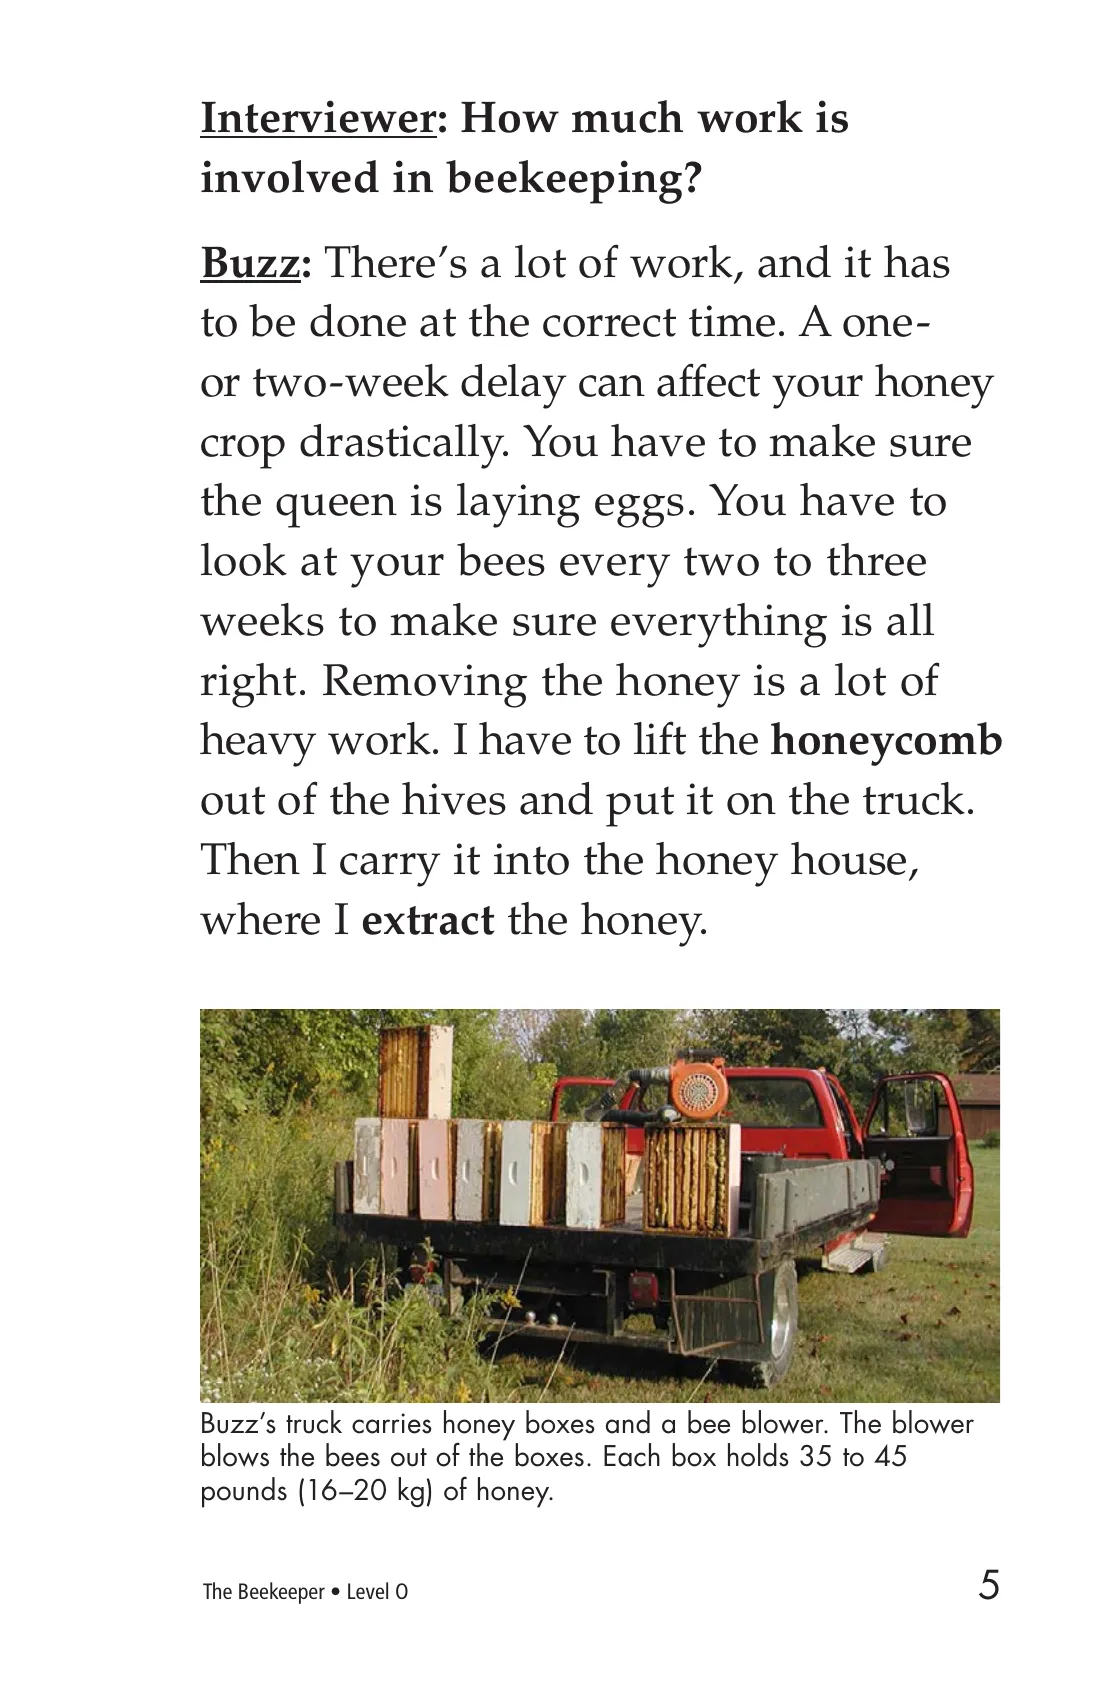 Interviewer: How much work is
involved in beekeeping?
Buzz: There’s a lot of work, and it has
to be done at the correct time. A one-
or two-week delay can affect your honey
crop drastically. You have to make sure
the queen is laying eggs. You have to
look at your bees every two to three
weeks to make sure everything is all
right. Removing the honey is a lot of
heavy work. I have to lift the honeycomb
out of the hives and put it on the truck.
Then I carry it into the honey house,
where I extract the honey.
Buzz’s truck carries honey boxes and a bee blower. The blower
blows the bees out of the boxes. Each box holds 35 to 45
pounds (16–20 kg) of honey.
The Beekeeper • Level O
5